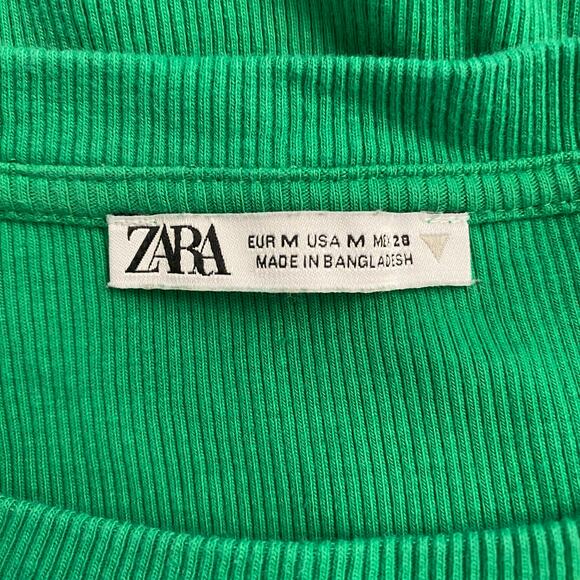 ZARA
EUR M USA M MEX 28
MADE IN BANGLADESH